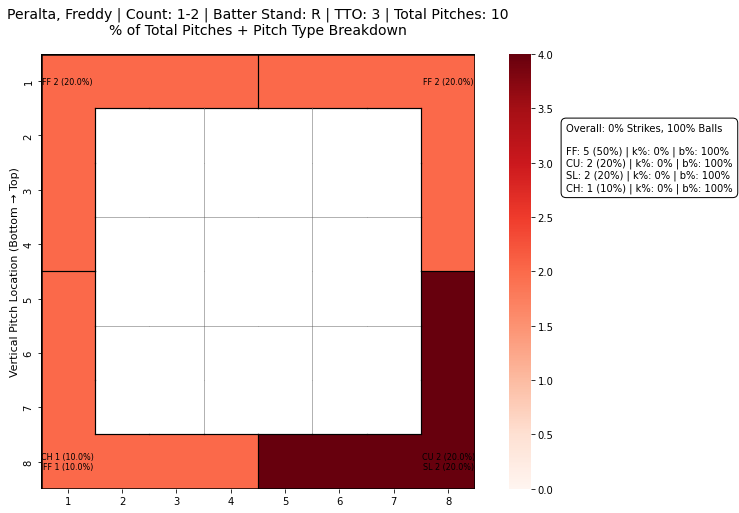 Peralta, Freddy | Count: 1-2 | Batter Stand: R | TTO: 3 | Total Pitches: 10
% of Total Pitches + Pitch Type Breakdown
FF 2 (20.0%)
FF 2 (20.0%)
CH 1 (10.0%)
FF 1 (10.0%)
CU 2 (20.0%)
SL 2 (20.0%)
Vertical Pitch Location (Bottom → Top)
1
2
3
4
5
6
7
8
1
2
3
4
5
6
7
8
4.0
3.5
3.0
2.5
2.0
1.5
1.0
0.5
0.0
Overall: 0% Strikes, 100% Balls
FF: 5 (50%) | k%: 0% | b%: 100%
CU: 2 (20%) | k%: 0% | b%: 100%
SL: 2 (20%) | k%: 0% | b%: 100%
CH: 1 (10%) | k%: 0% | b%: 100%